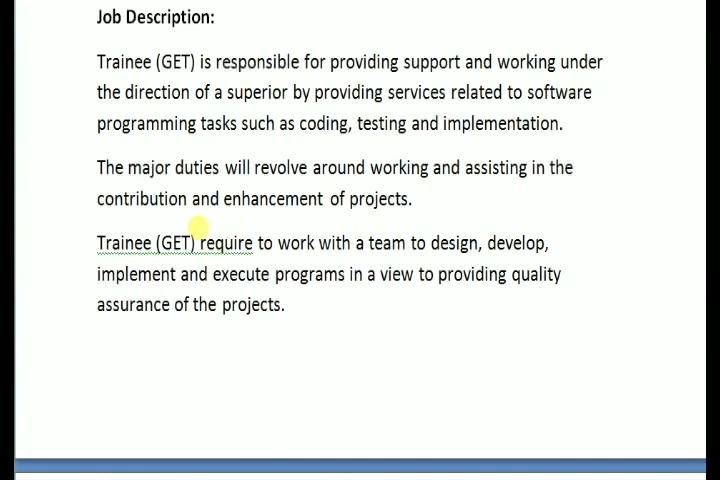 Job Description:
Trainee (GET) is responsible for providing support and working under
the direction of a superior by providing services related to software
programming tasks such as coding, testing and implementation.
The major duties will revolve around working and assisting in the
contribution and enhancement of projects.
Trainee (GET) require to work with a team to design, develop,
implement and execute programs in a view to providing quality
assurance of the projects.